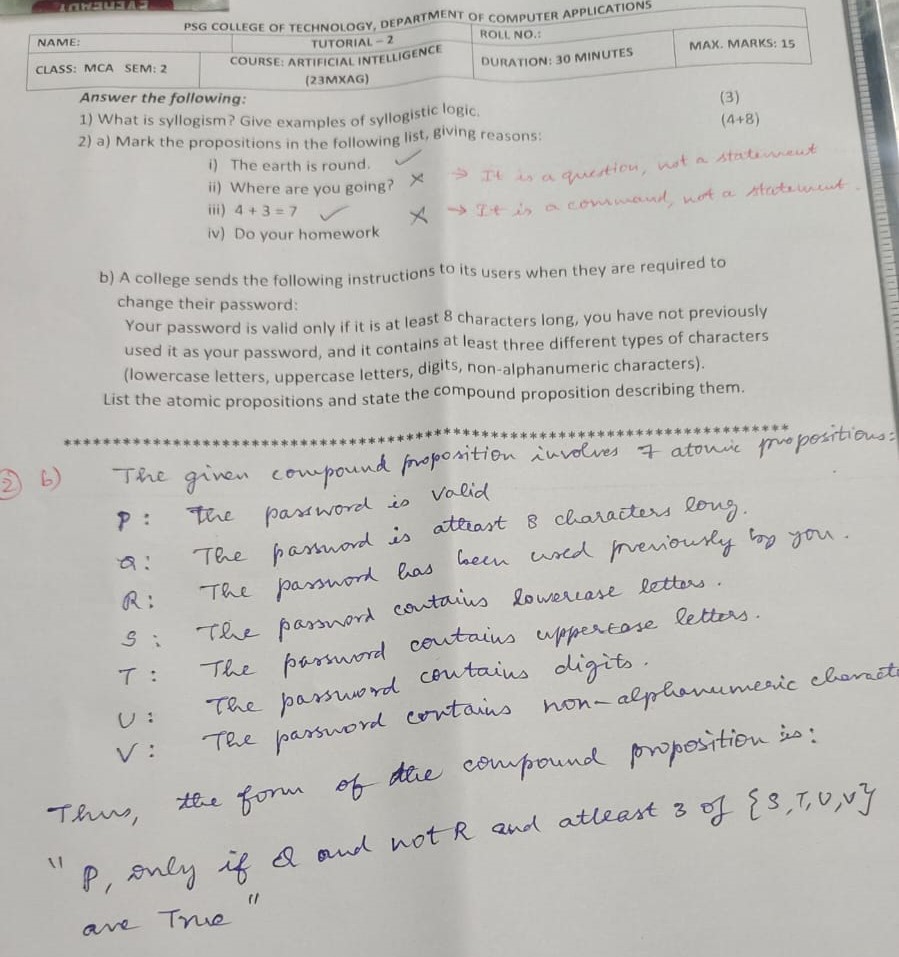 PSG COLLEGE OF TECHNOLOGY, DEPARTMENT OF COMPUTER APPLICATIONS
NAME: TUTORIAL – 2 ROLL NO.:
CLASS: MCA SEM: 2 COURSE: ARTIFICIAL INTELLIGENCE (23MXAG) DURATION: 30 MINUTES MAX. MARKS: 15
Answer the following:
1) What is syllogism? Give examples of syllogistic logic. (3)
2) a) Mark the propositions in the following list, giving reasons: (4+8)
i) The earth is round. ✓
ii) Where are you going? ✗ → It is a question, not a statement
iii) 4 + 3 = 7 ✓
iv) Do your homework ✗ → It is a command, not a statement.
b) A college sends the following instructions to its users when they are required to
change their password:
Your password is valid only if it is at least 8 characters long, you have not previously
used it as your password, and it contains at least three different types of characters
(lowercase letters, uppercase letters, digits, non-alphanumeric characters).
List the atomic propositions and state the compound proposition describing them.
2 b) The given compound proposition involves 7 atomic propositions:
P: The password is valid
Q: The password is atleast 8 characters long.
R: The password has been used previously by you.
S: The password contains lowercase letters.
T: The password contains uppercase letters.
U: The password contains digits.
V: The password contains non-alphanumeric
Thus, the form of the compound proposition is:
"P, only if Q and not R and atleast 3 of {S,T,U,V}
are True"